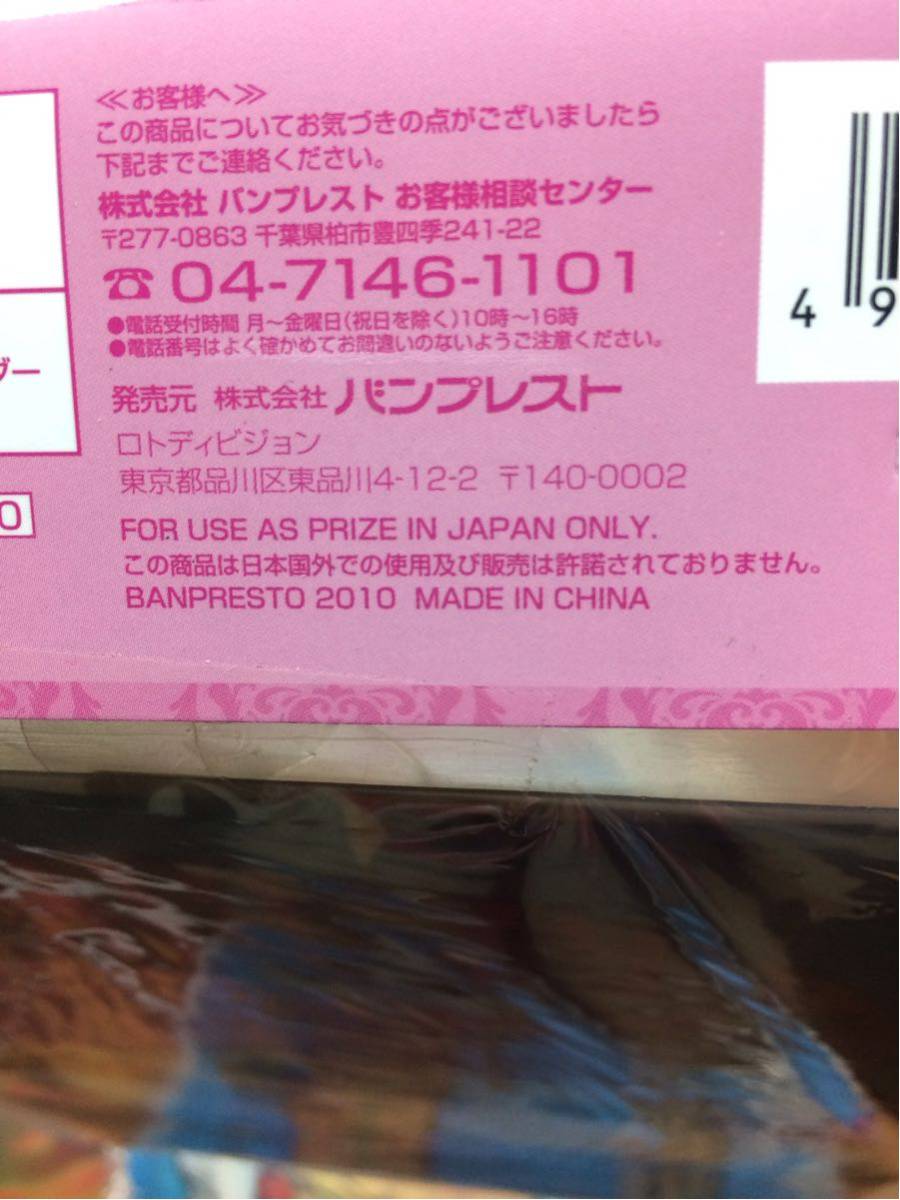 ≪お客様へ≫
この商品についてお気づきの点がございましたら
下記までご連絡ください。
株式会社 バンプレスト お客様相談センター
〒277-0863 千葉県柏市豊四季241-22
☎ 04-7146-1101
●電話受付時間 月～金曜日(祝日を除く)10時～16時
●電話番号はよく確かめてお間違いのないようご注意ください。
発売元 株式会社 バンプレスト
ロトディビジョン
東京都品川区東品川4-12-2 〒140-0002
FOR USE AS PRIZE IN JAPAN ONLY.
この商品は日本国外での使用及び販売は許諾されておりません。
BANPRESTO 2010 MADE IN CHINA
ダー
0
4 9